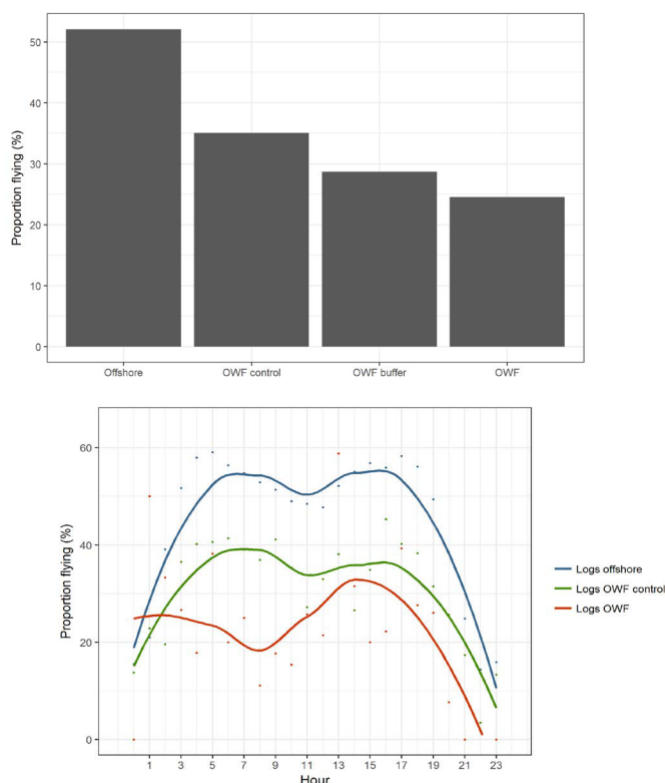 Proportion flying (%)
50
40
30
20
10
0
Offshore OWF control OWF buffer OWF
Proportion flying (%)
60
40
20
0
1 3 5 7 9 11 13 15 17 19 21 23
Hour
Logs offshore
Logs OWF control
Logs OWF